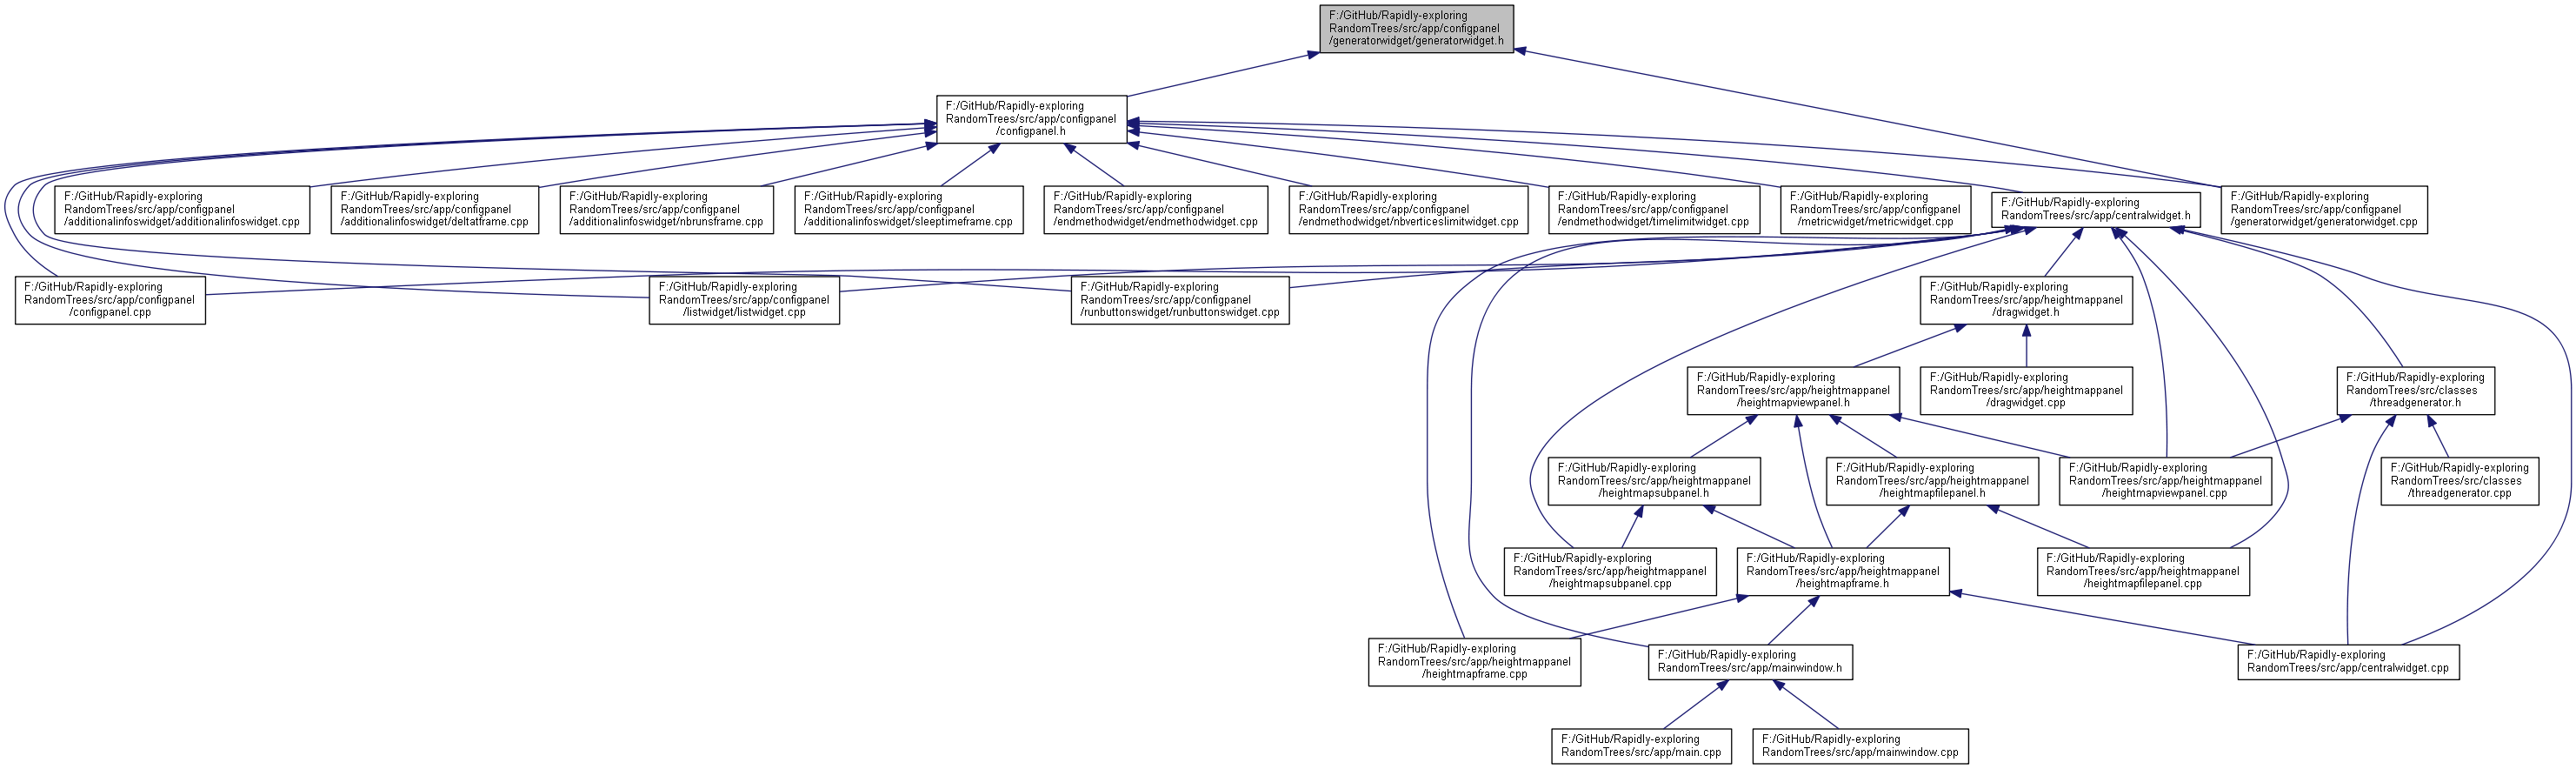 F:/GitHub/Rapidly-exploring
RandomTrees/src/app/configpanel
/generatorwidget/generatorwidget.h
F:/GitHub/Rapidly-exploring
RandomTrees/src/app/configpanel
/configpanel.h
F:/GitHub/Rapidly-exploring
RandomTrees/src/app/configpanel
/additionalinfoswidget/additionalinfoswidget.cpp
F:/GitHub/Rapidly-exploring
RandomTrees/src/app/configpanel
/additionalinfoswidget/deltatframe.cpp
F:/GitHub/Rapidly-exploring
RandomTrees/src/app/configpanel
/additionalinfoswidget/nbrunsframe.cpp
F:/GitHub/Rapidly-exploring
RandomTrees/src/app/configpanel
/additionalinfoswidget/sleeptimeframe.cpp
F:/GitHub/Rapidly-exploring
RandomTrees/src/app/configpanel
/endmethodwidget/endmethodwidget.cpp
F:/GitHub/Rapidly-exploring
RandomTrees/src/app/configpanel
/endmethodwidget/nbverticeslimitwidget.cpp
F:/GitHub/Rapidly-exploring
RandomTrees/src/app/configpanel
/endmethodwidget/timelimitwidget.cpp
F:/GitHub/Rapidly-exploring
RandomTrees/src/app/configpanel
/metricwidget/metricwidget.cpp
F:/GitHub/Rapidly-exploring
RandomTrees/src/app/centralwidget.h
F:/GitHub/Rapidly-exploring
RandomTrees/src/app/configpanel
/generatorwidget/generatorwidget.cpp
F:/GitHub/Rapidly-exploring
RandomTrees/src/app/configpanel
/configpanel.cpp
F:/GitHub/Rapidly-exploring
RandomTrees/src/app/configpanel
/listwidget/listwidget.cpp
F:/GitHub/Rapidly-exploring
RandomTrees/src/app/configpanel
/runbuttonswidget/runbuttonswidget.cpp
F:/GitHub/Rapidly-exploring
RandomTrees/src/app/heightmappanel
/dragwidget.h
F:/GitHub/Rapidly-exploring
RandomTrees/src/app/heightmappanel
/heightmapviewpanel.h
F:/GitHub/Rapidly-exploring
RandomTrees/src/app/heightmappanel
/dragwidget.cpp
F:/GitHub/Rapidly-exploring
RandomTrees/src/classes
/threadgenerator.h
F:/GitHub/Rapidly-exploring
RandomTrees/src/app/heightmappanel
/heightmapsubpanel.h
F:/GitHub/Rapidly-exploring
RandomTrees/src/app/heightmappanel
/heightmapfilepanel.h
F:/GitHub/Rapidly-exploring
RandomTrees/src/app/heightmappanel
/heightmapviewpanel.cpp
F:/GitHub/Rapidly-exploring
RandomTrees/src/classes
/threadgenerator.cpp
F:/GitHub/Rapidly-exploring
RandomTrees/src/app/heightmappanel
/heightmapsubpanel.cpp
F:/GitHub/Rapidly-exploring
RandomTrees/src/app/heightmappanel
/heightmapframe.h
F:/GitHub/Rapidly-exploring
RandomTrees/src/app/heightmappanel
/heightmapfilepanel.cpp
F:/GitHub/Rapidly-exploring
RandomTrees/src/app/heightmappanel
/heightmapframe.cpp
F:/GitHub/Rapidly-exploring
RandomTrees/src/app/mainwindow.h
F:/GitHub/Rapidly-exploring
RandomTrees/src/app/centralwidget.cpp
F:/GitHub/Rapidly-exploring
RandomTrees/src/app/main.cpp
F:/GitHub/Rapidly-exploring
RandomTrees/src/app/mainwindow.cpp